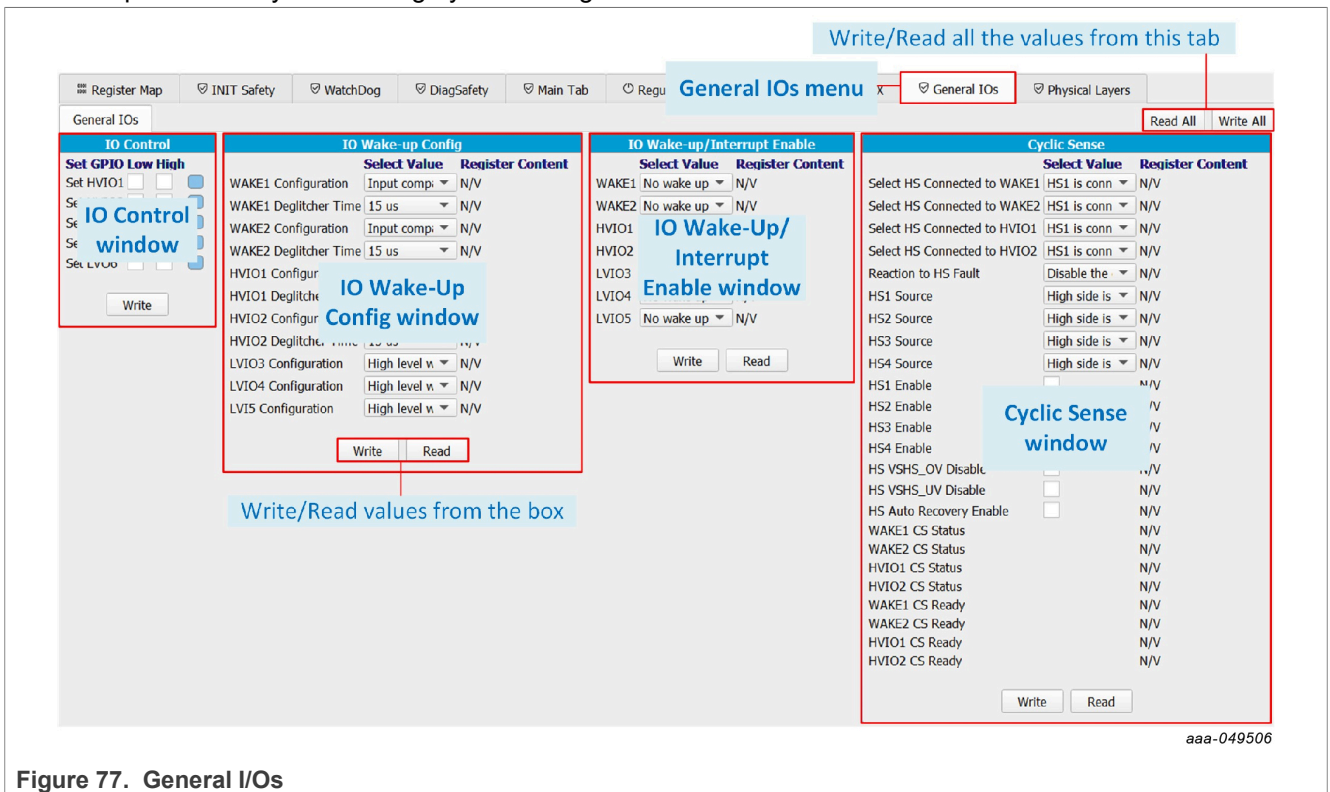 Write/Read all the values from this tab
Register Map INIT Safety WatchDog DiagSafety Main Tab General IOs menu General IOs Physical Layers
General IOs Read All Write All
IO Control
Set GPIO Low High
Set HVIO1
IO Control
window
Write
IO Wake-up Config
Select Value Register Content
WAKE1 Configuration Input comp N/V
WAKE1 Deglitcher Time 15 us N/V
WAKE2 Configuration Input comp N/V
WAKE2 Deglitcher Time 15 us N/V
HVIO1
HVIO1
HVIO2
HVIO2
IO Wake-Up
Config window
LVIO3 Configuration High level w N/V
LVIO4 Configuration High level w N/V
LVI5 Configuration High level w N/V
Write Read
Write/Read values from the box
IO Wake-up/Interrupt Enable
Select Value Register Content
WAKE1 No wake up N/V
WAKE2 No wake up N/V
HVIO1
HVIO2
LVIO3
LVIO4
IO Wake-Up/
Interrupt
Enable window
LVIO5 No wake up N/V
Write Read
Cyclic Sense
Select Value Register Content
Select HS Connected to WAKE1 HS1 is conn N/V
Select HS Connected to WAKE2 HS1 is conn N/V
Select HS Connected to HVIO1 HS1 is conn N/V
Select HS Connected to HVIO2 HS1 is conn N/V
Reaction to HS Fault Disable the N/V
HS1 Source High side is N/V
HS2 Source High side is N/V
HS3 Source High side is N/V
HS4 Source High side is N/V
HS1 Enable
HS2 Enable
HS3 Enable
HS4 Enable
Cyclic Sense
window
HS VSHS_OV Disable
HS VSHS_UV Disable N/V
HS Auto Recovery Enable N/V
WAKE1 CS Status N/V
WAKE2 CS Status N/V
HVIO1 CS Status N/V
HVIO2 CS Status N/V
WAKE1 CS Ready N/V
WAKE2 CS Ready N/V
HVIO1 CS Ready N/V
HVIO2 CS Ready N/V
Write Read
aaa-049506
Figure 77. General I/Os